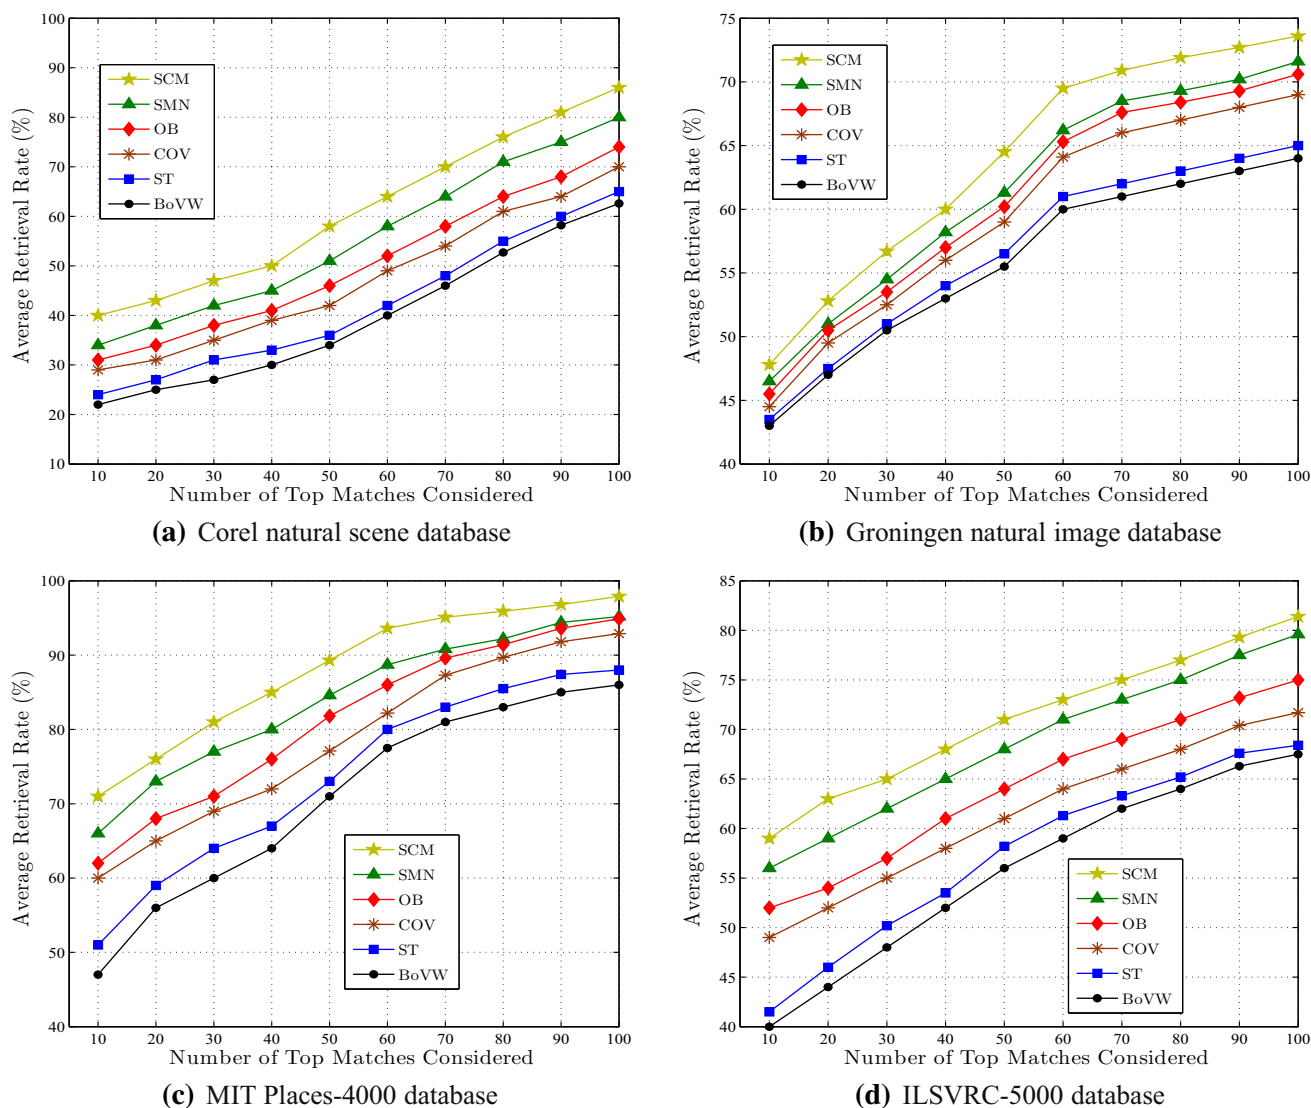 100
90
80
70
60
50
40
30
20
10
Average Retrieval Rate (%)
SCM
SMN
OB
COV
ST
BoVW
10 20 30 40 50 60 70 80 90 100
Number of Top Matches Considered
(a) Corel natural scene database
75
70
65
60
55
50
45
40
Average Retrieval Rate (%)
SCM
SMN
OB
COV
ST
BoVW
10 20 30 40 50 60 70 80 90 100
Number of Top Matches Considered
(b) Groningen natural image database
100
90
80
70
60
50
40
Average Retrieval Rate (%)
SCM
SMN
OB
COV
ST
BoVW
10 20 30 40 50 60 70 80 90 100
Number of Top Matches Considered
(c) MIT Places-4000 database
85
80
75
70
65
60
55
50
45
40
Average Retrieval Rate (%)
SCM
SMN
OB
COV
ST
BoVW
10 20 30 40 50 60 70 80 90 100
Number of Top Matches Considered
(d) ILSVRC-5000 database